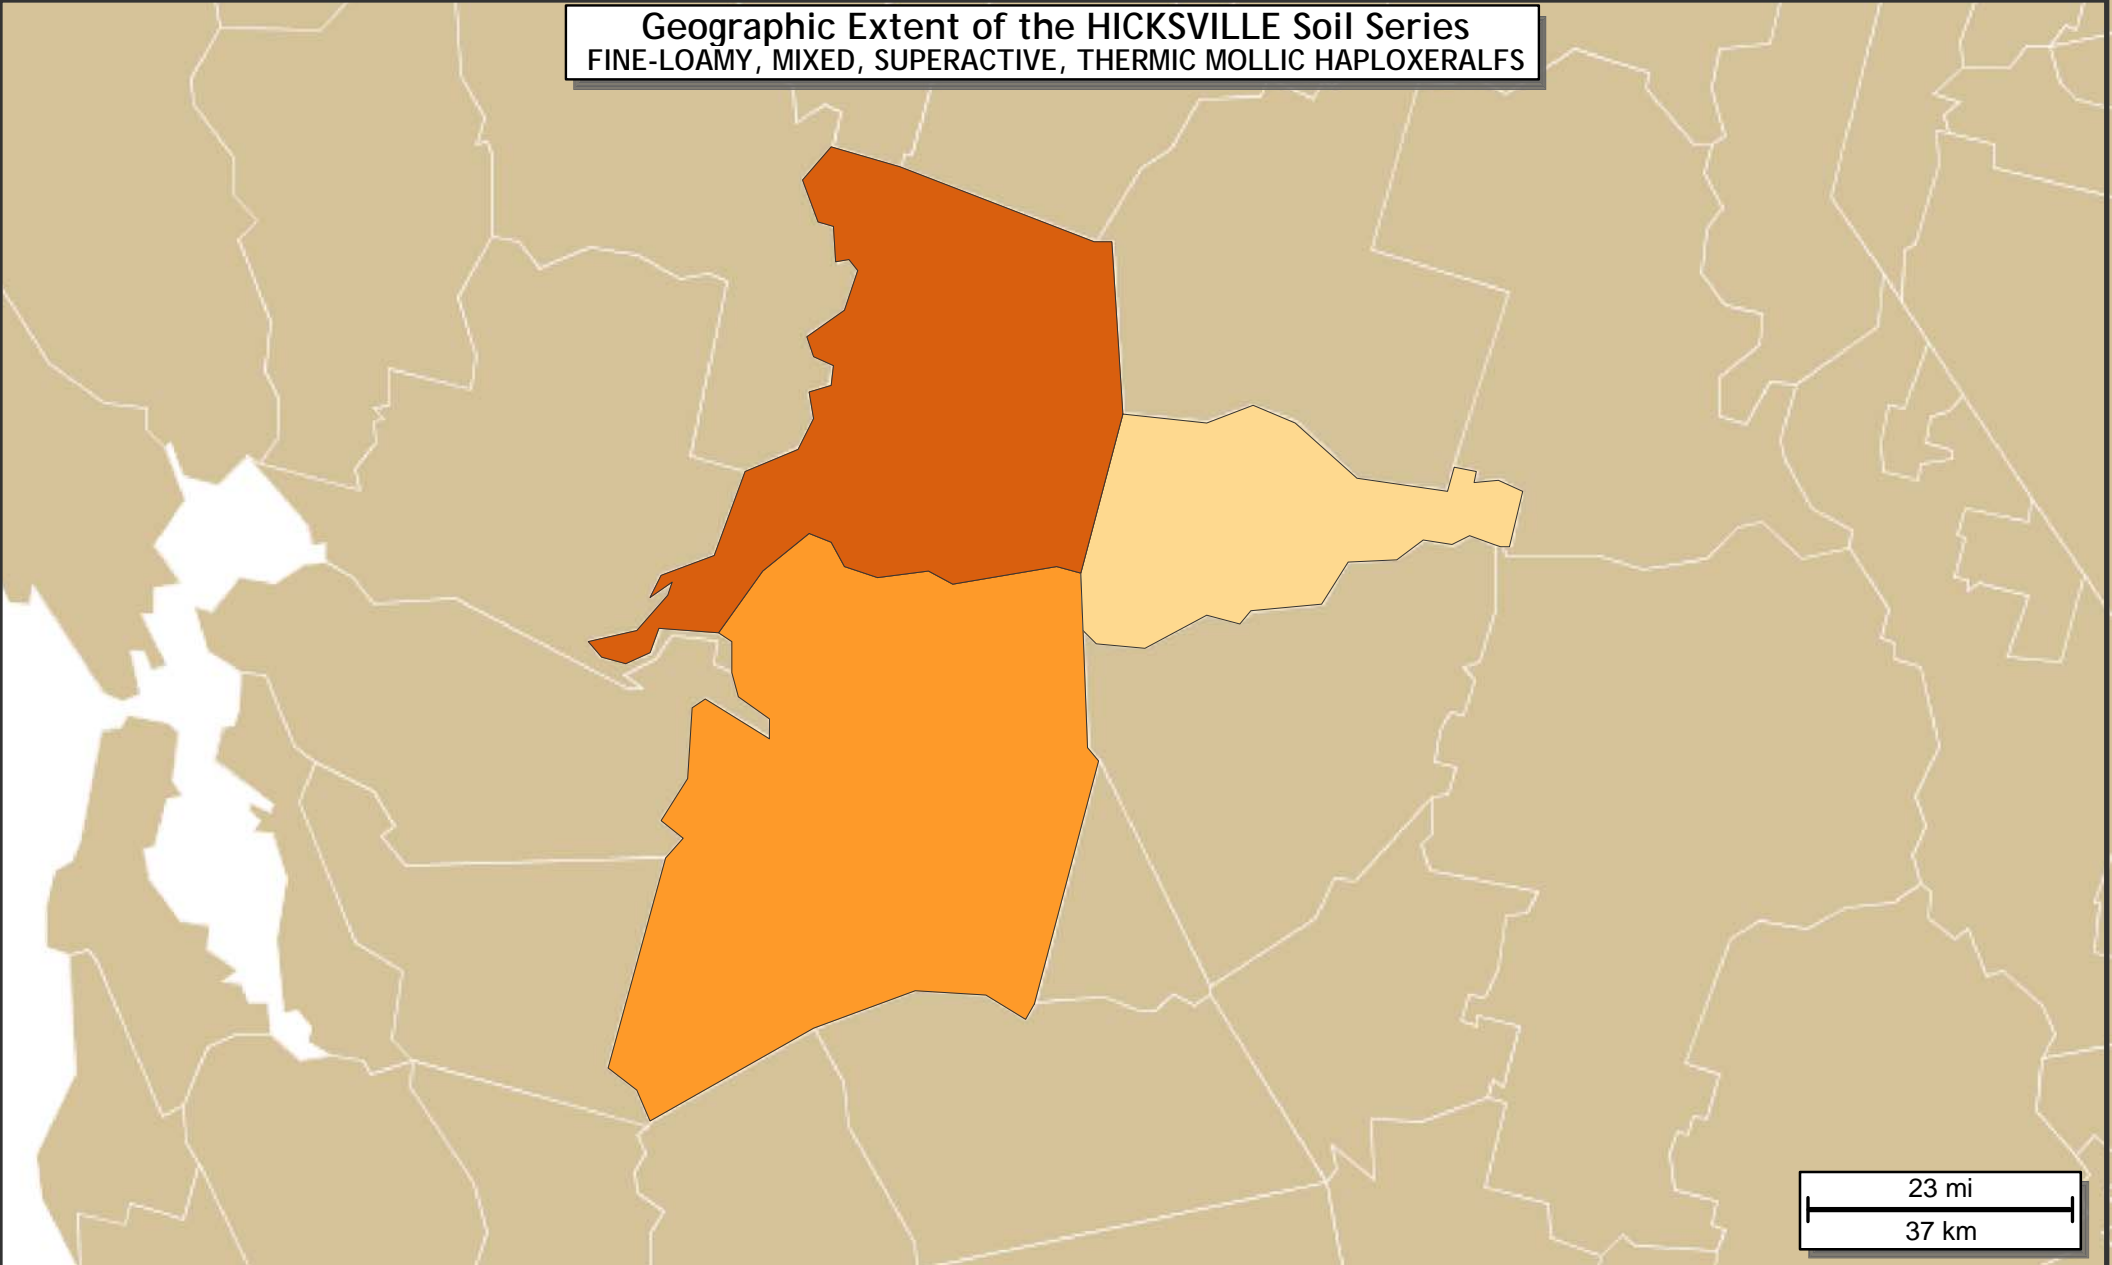 Geographic Extent of the HICKSVILLE Soil Series
FINE-LOAMY, MIXED, SUPERACTIVE, THERMIC MOLLIC HAPLOXERALFS
23 mi
37 km